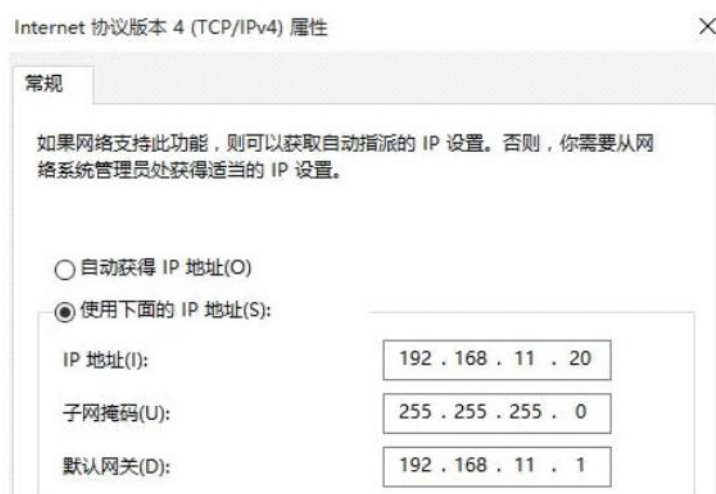 Internet 协议版本 4 (TCP/IPv4) 属性
常规
如果网络支持此功能，则可以获取自动指派的 IP 设置。否则，你需要从网
络系统管理员处获得适当的 IP 设置。
自动获得 IP 地址(O)
使用下面的 IP 地址(S):
IP 地址(I): 192 . 168 . 11 . 20
子网掩码(U): 255 . 255 . 255 . 0
默认网关(D): 192 . 168 . 11 . 1